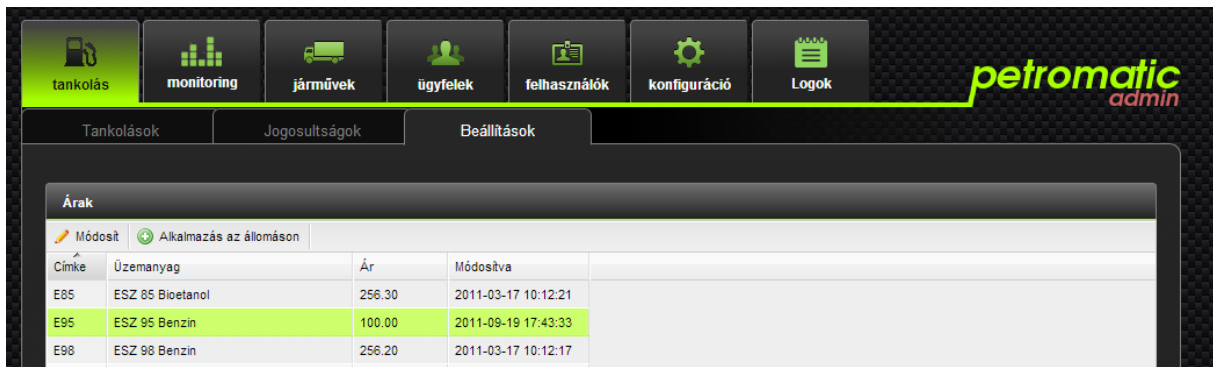 tankolás monitoring járművek ügyfelek felhasználók konfiguráció Logok
petromatic
admin
Tankolások Jogosultságok Beállítások
Árak
Módosít Alkalmazás az állomáson
Címke Üzemanyag Ár Módosítva
E85 ESZ 85 Bioetanol 256.30 2011-03-17 10:12:21
E95 ESZ 95 Benzin 100.00 2011-09-19 17:43:33
E98 ESZ 98 Benzin 256.20 2011-03-17 10:12:17